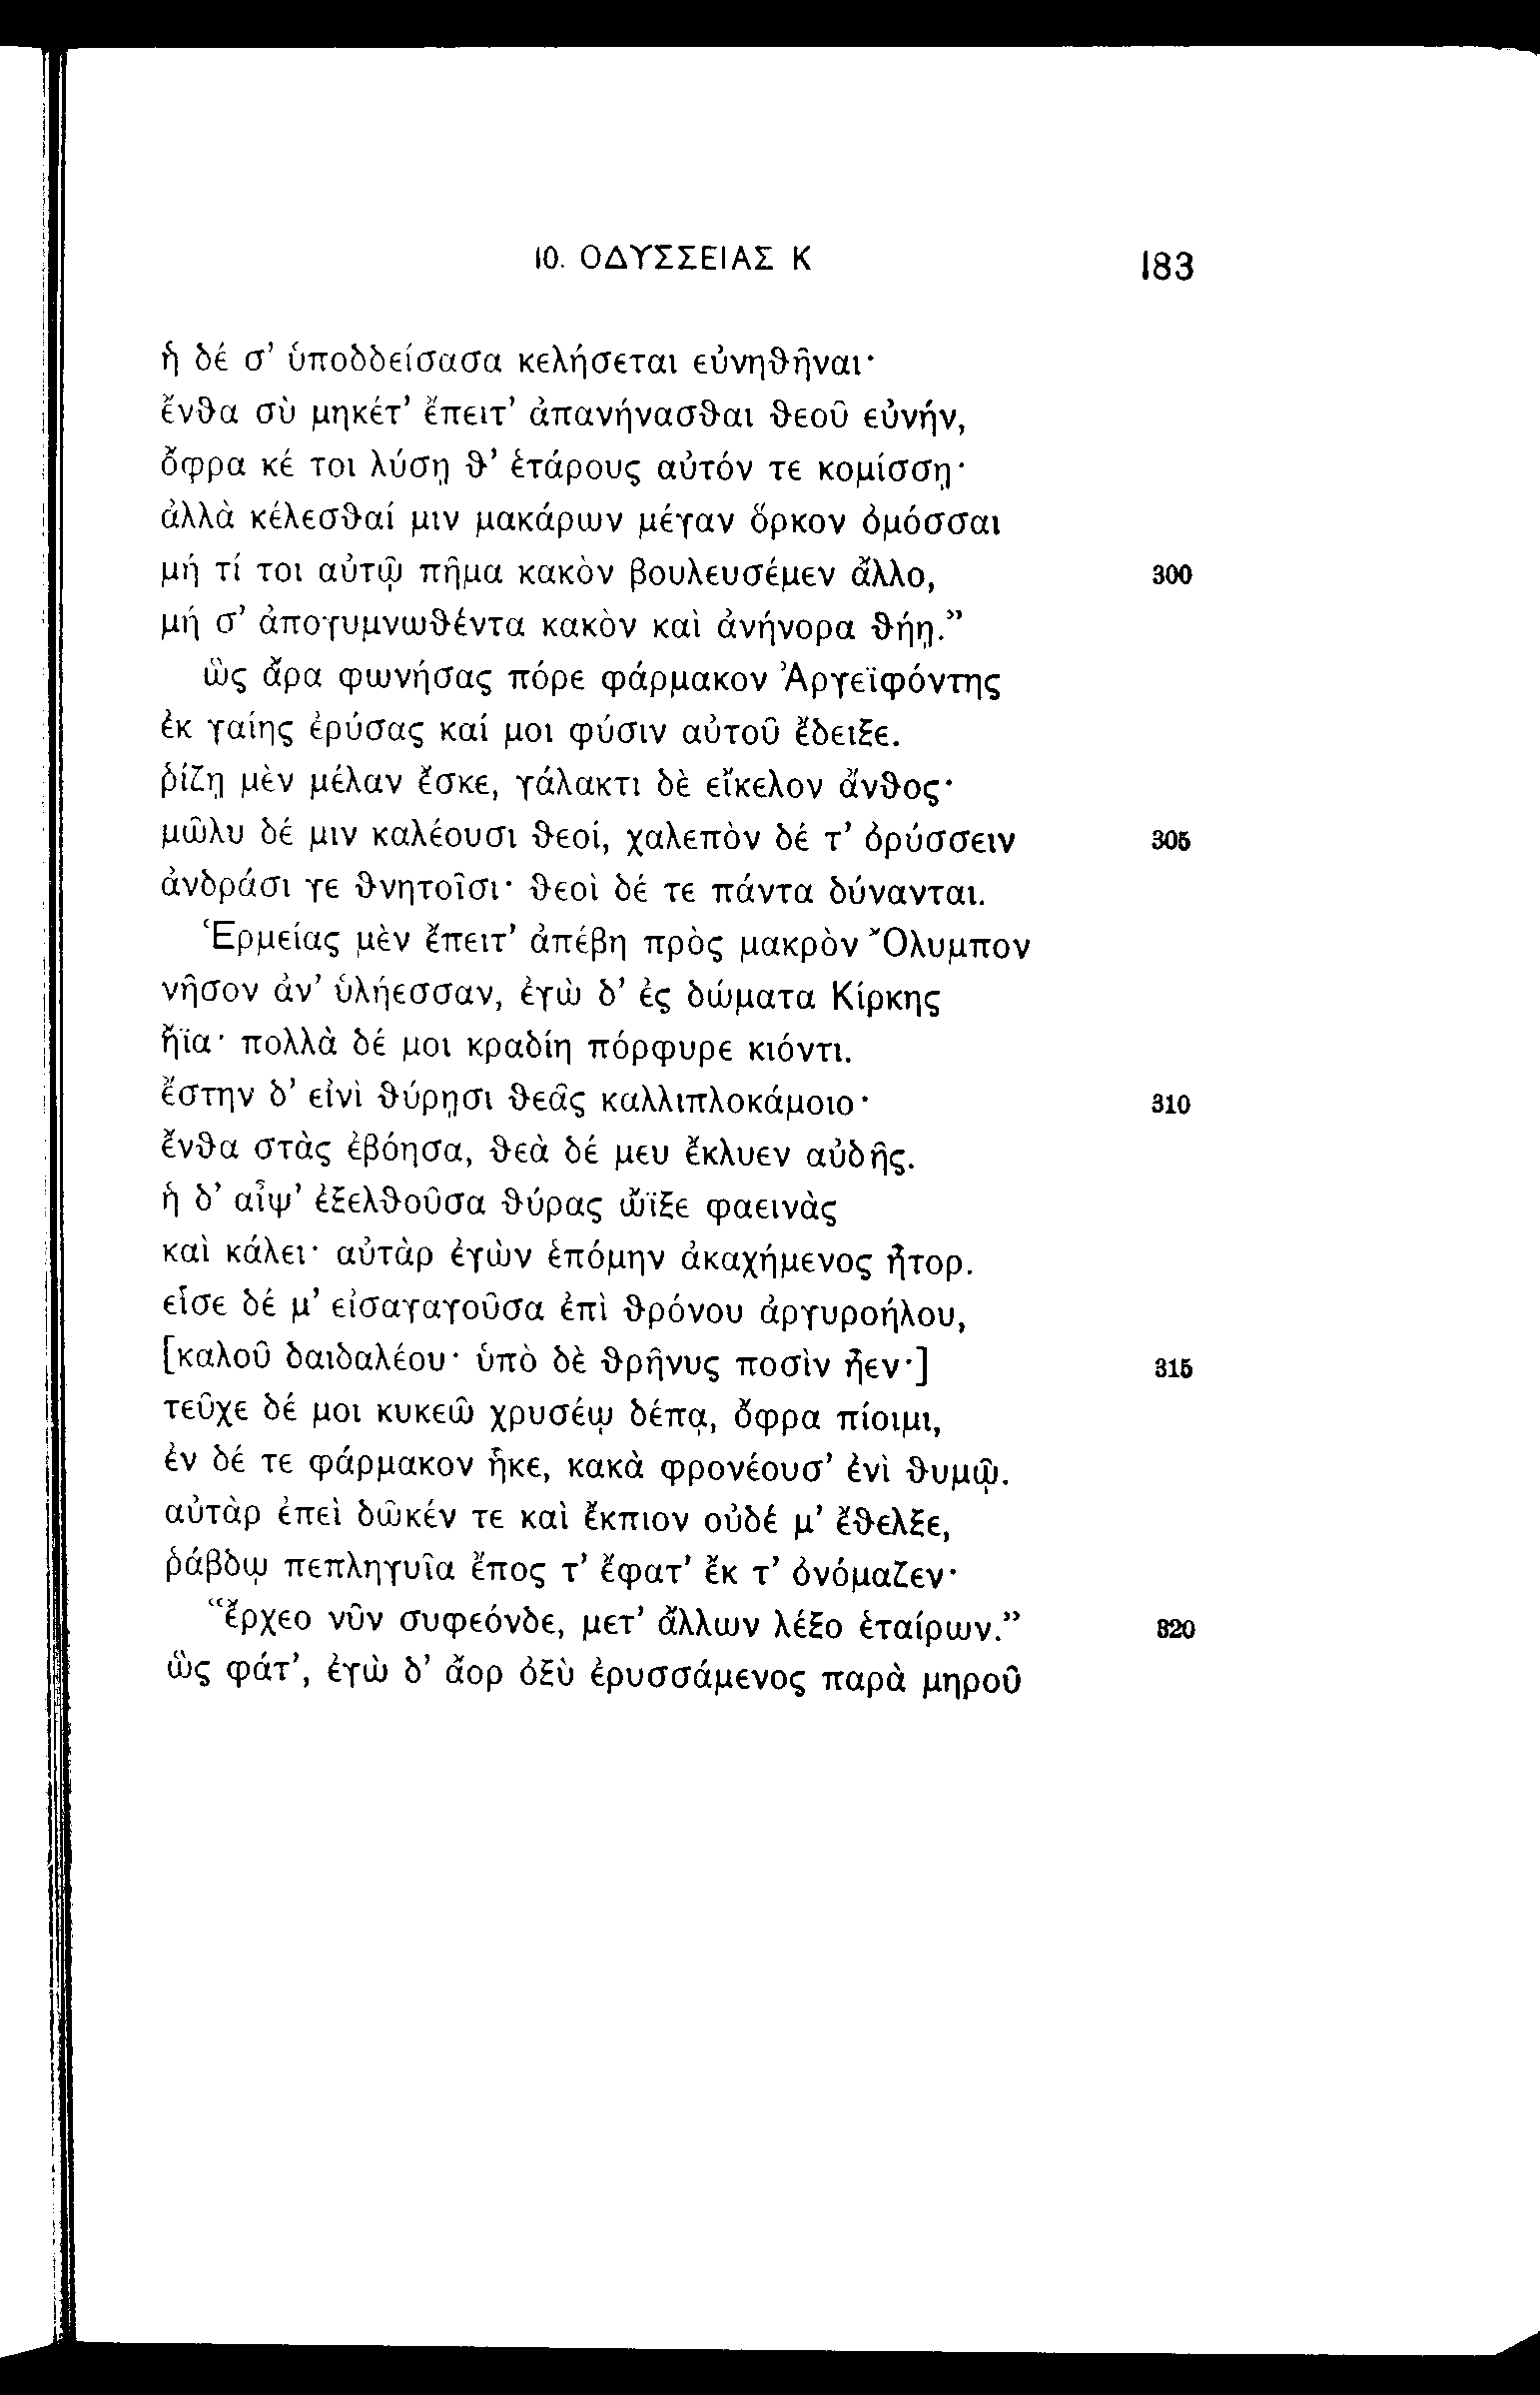 10. ΟΔΥΣΣΕΙΑΣ Κ 183
ἡ δέ σ’ ὑποδδείσασα κελήσεται εὐνηθῆναι·
ἔνθα σὺ μηκέτ’ ἔπειτ’ ἀπανήνασθαι θεοῦ εὐνήν,
ὄφρα κέ τοι λύσῃ θ’ ἑτάρους αὐτόν τε κομίσσῃ·
ἀλλὰ κέλεσθαί μιν μακάρων μέγαν ὅρκον ὀμόσσαι
μή τί τοι αὐτῷ πῆμα κακὸν βουλευσέμεν ἄλλο, 300
μή σ’ ἀπογυμνωθέντα κακὸν καὶ ἀνήνορα θήῃ.”
ὣς ἄρα φωνήσας πόρε φάρμακον Ἀργεϊφόντης
ἐκ γαίης ἐρύσας καί μοι φύσιν αὐτοῦ ἔδειξε.
ῥίζῃ μὲν μέλαν ἔσκε, γάλακτι δὲ εἴκελον ἄνθος·
μῶλυ δέ μιν καλέουσι θεοί, χαλεπὸν δέ τ’ ὀρύσσειν 305
ἀνδράσι γε θνητοῖσι· θεοὶ δέ τε πάντα δύνανται.
Ἑρμείας μὲν ἔπειτ’ ἀπέβη πρὸς μακρὸν Ὄλυμπον
νῆσον ἀν’ ὑλήεσσαν, ἐγὼ δ’ ἐς δώματα Κίρκης
ἤϊα· πολλὰ δέ μοι κραδίη πόρφυρε κιόντι.
ἔστην δ’ εἰνὶ θύρῃσι θεᾶς καλλιπλοκάμοιο· 310
ἔνθα στὰς ἐβόησα, θεὰ δέ μευ ἔκλυεν αὐδῆς.
ἡ δ’ αἶψ’ ἐξελθοῦσα θύρας ὤϊξε φαεινὰς
καὶ κάλει· αὐτὰρ ἐγὼν ἑπόμην ἀκαχήμενος ἦτορ.
εἷσε δέ μ’ εἰσαγαγοῦσα ἐπὶ θρόνου ἀργυροήλου,
[καλοῦ δαιδαλέου· ὑπὸ δὲ θρῆνυς ποσὶν ἦεν·] 315
τεῦχε δέ μοι κυκεῶ χρυσέῳ δέπᾳ, ὄφρα πίοιμι,
ἐν δέ τε φάρμακον ἧκε, κακὰ φρονέουσ’ ἐνὶ θυμῷ.
αὐτὰρ ἐπεὶ δῶκέν τε καὶ ἔκπιον οὐδέ μ’ ἔθελξε,
ῥάβδῳ πεπληγυῖα ἔπος τ’ ἔφατ’ ἔκ τ’ ὀνόμαζεν·
“ἔρχεο νῦν συφεόνδε, μετ’ ἄλλων λέξο ἑταίρων.” 320
ὣς φάτ’, ἐγὼ δ’ ἄορ ὀξὺ ἐρυσσάμενος παρὰ μηροῦ